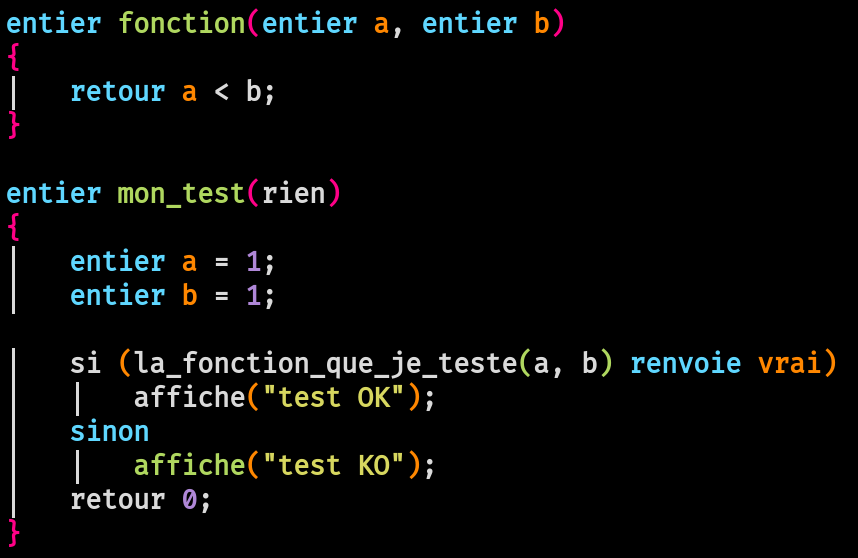 entier fonction(entier a, entier b)
{
    retour a < b;
}

entier mon_test(rien)
{
    entier a = 1;
    entier b = 1;

    si (la_fonction_que_je_teste(a, b) renvoie vrai)
        affiche("test OK");
    sinon
        affiche("test KO");
    retour 0;
}